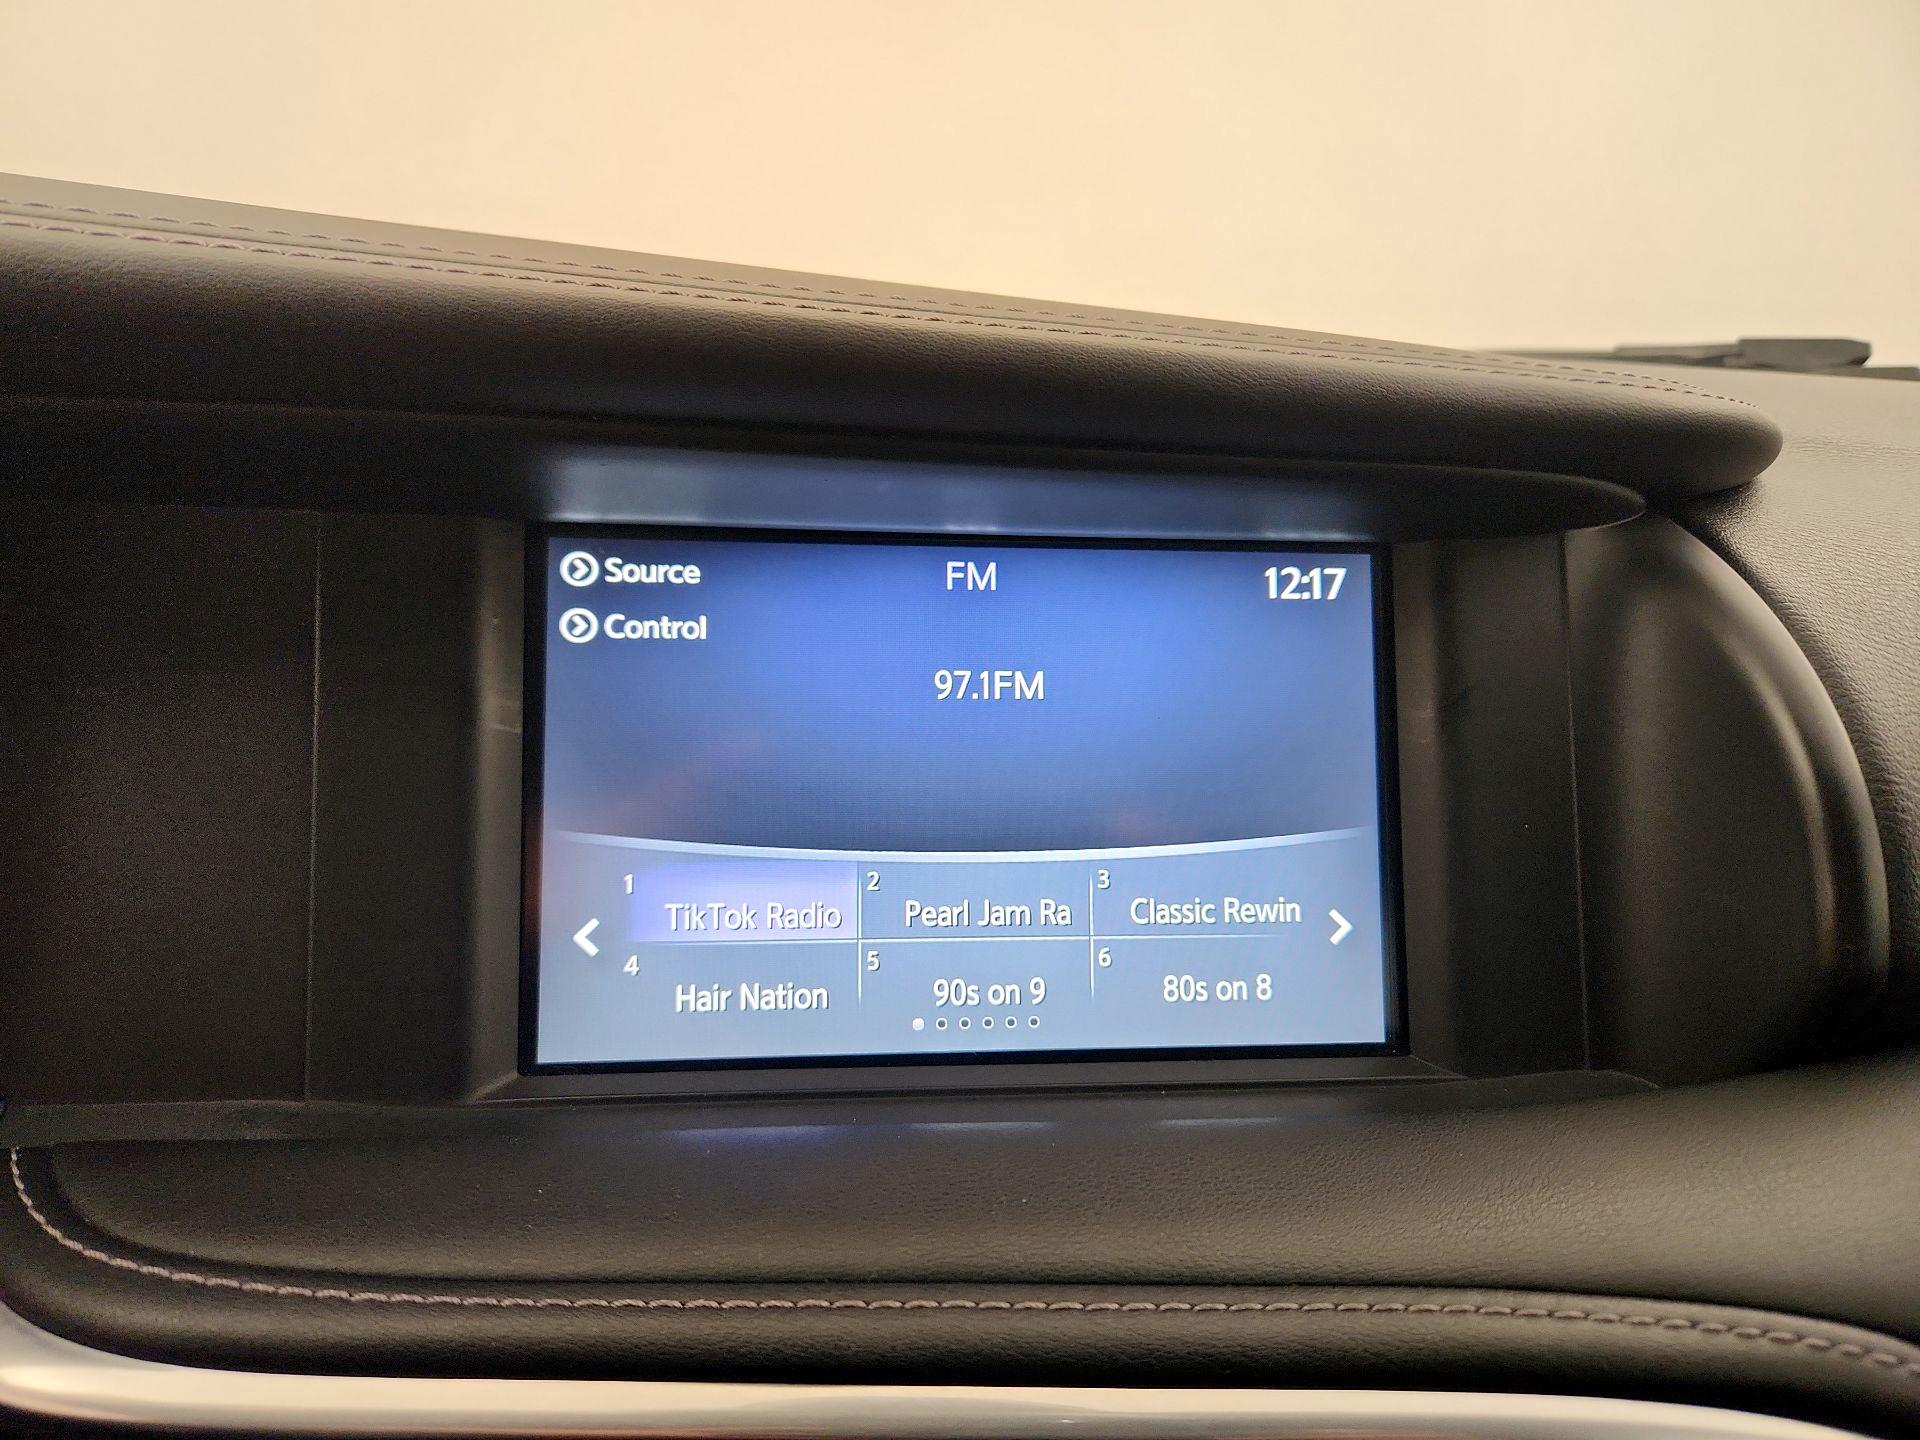 Source
FM
12:17
Control
97.1FM
1 TikTok Radio
2 Pearl Jam Ra
3 Classic Rewin
4 Hair Nation
5 90s on 9
6 80s on 8